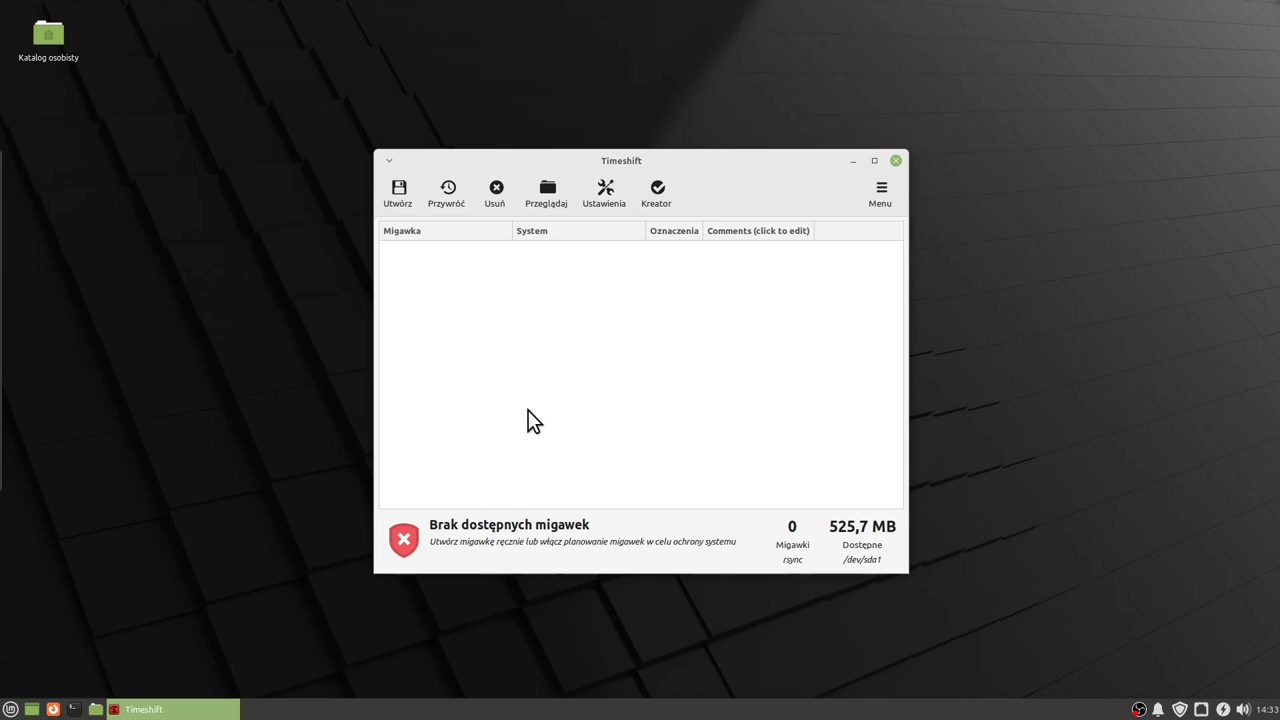 Katalog osobisty
Timeshift
Utwórz Przywróć Usuń Przeglądaj Ustawienia Kreator Menu
Migawka System Oznaczenia Comments (click to edit)
Brak dostępnych migawek
Utwórz migawkę ręcznie lub włącz planowanie migawek w celu ochrony systemu
0 525,7 MB
Migawki Dostępne
rsync /dev/sda1
Timeshift 14:33